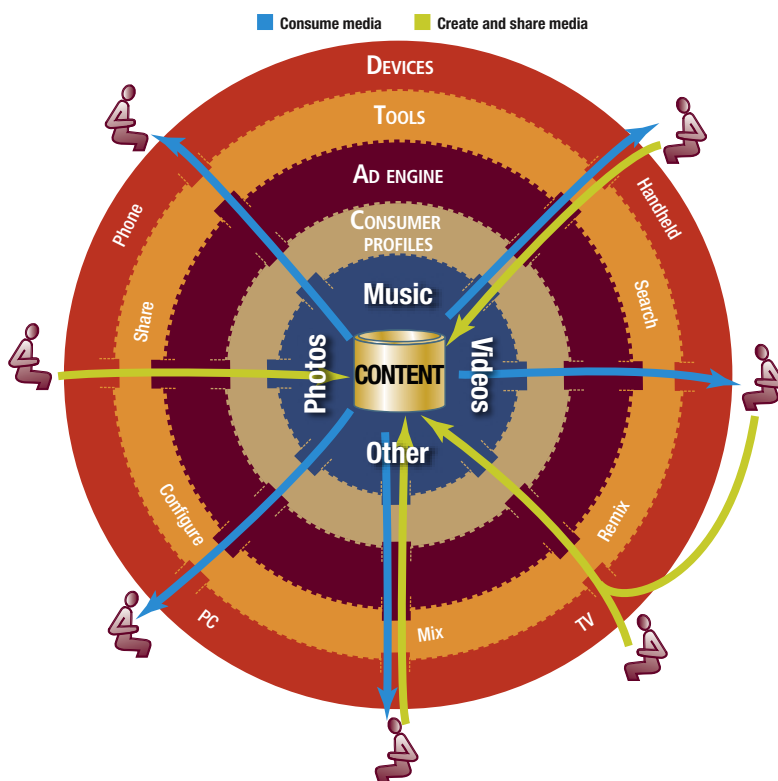 Consume media
Create and share media
DEVICES
TOOLS
AD ENGINE
CONSUMER
PROFILES
Phone
Handheld
Share
Search
Music
Photos
CONTENT
Videos
Other
Configure
Remix
PC
Mix
TV